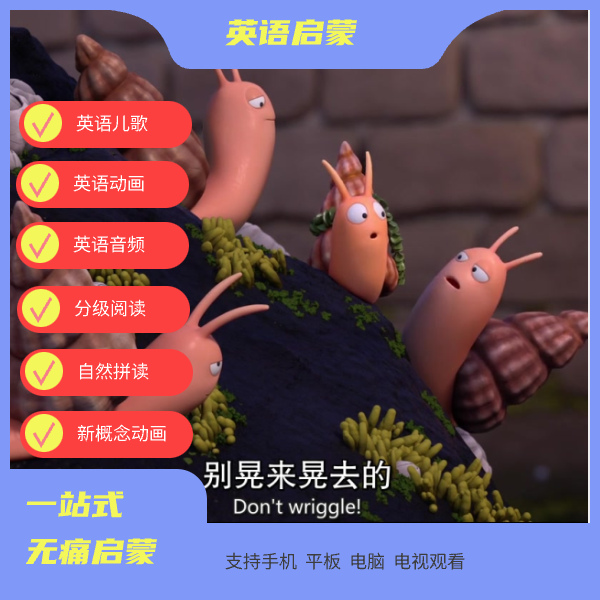 英语启蒙
英语儿歌
英语动画
英语音频
分级阅读
自然拼读
新概念动画
别晃来晃去的
Don't wriggle!
一站式
无痛启蒙
支持手机 平板 电脑 电视观看